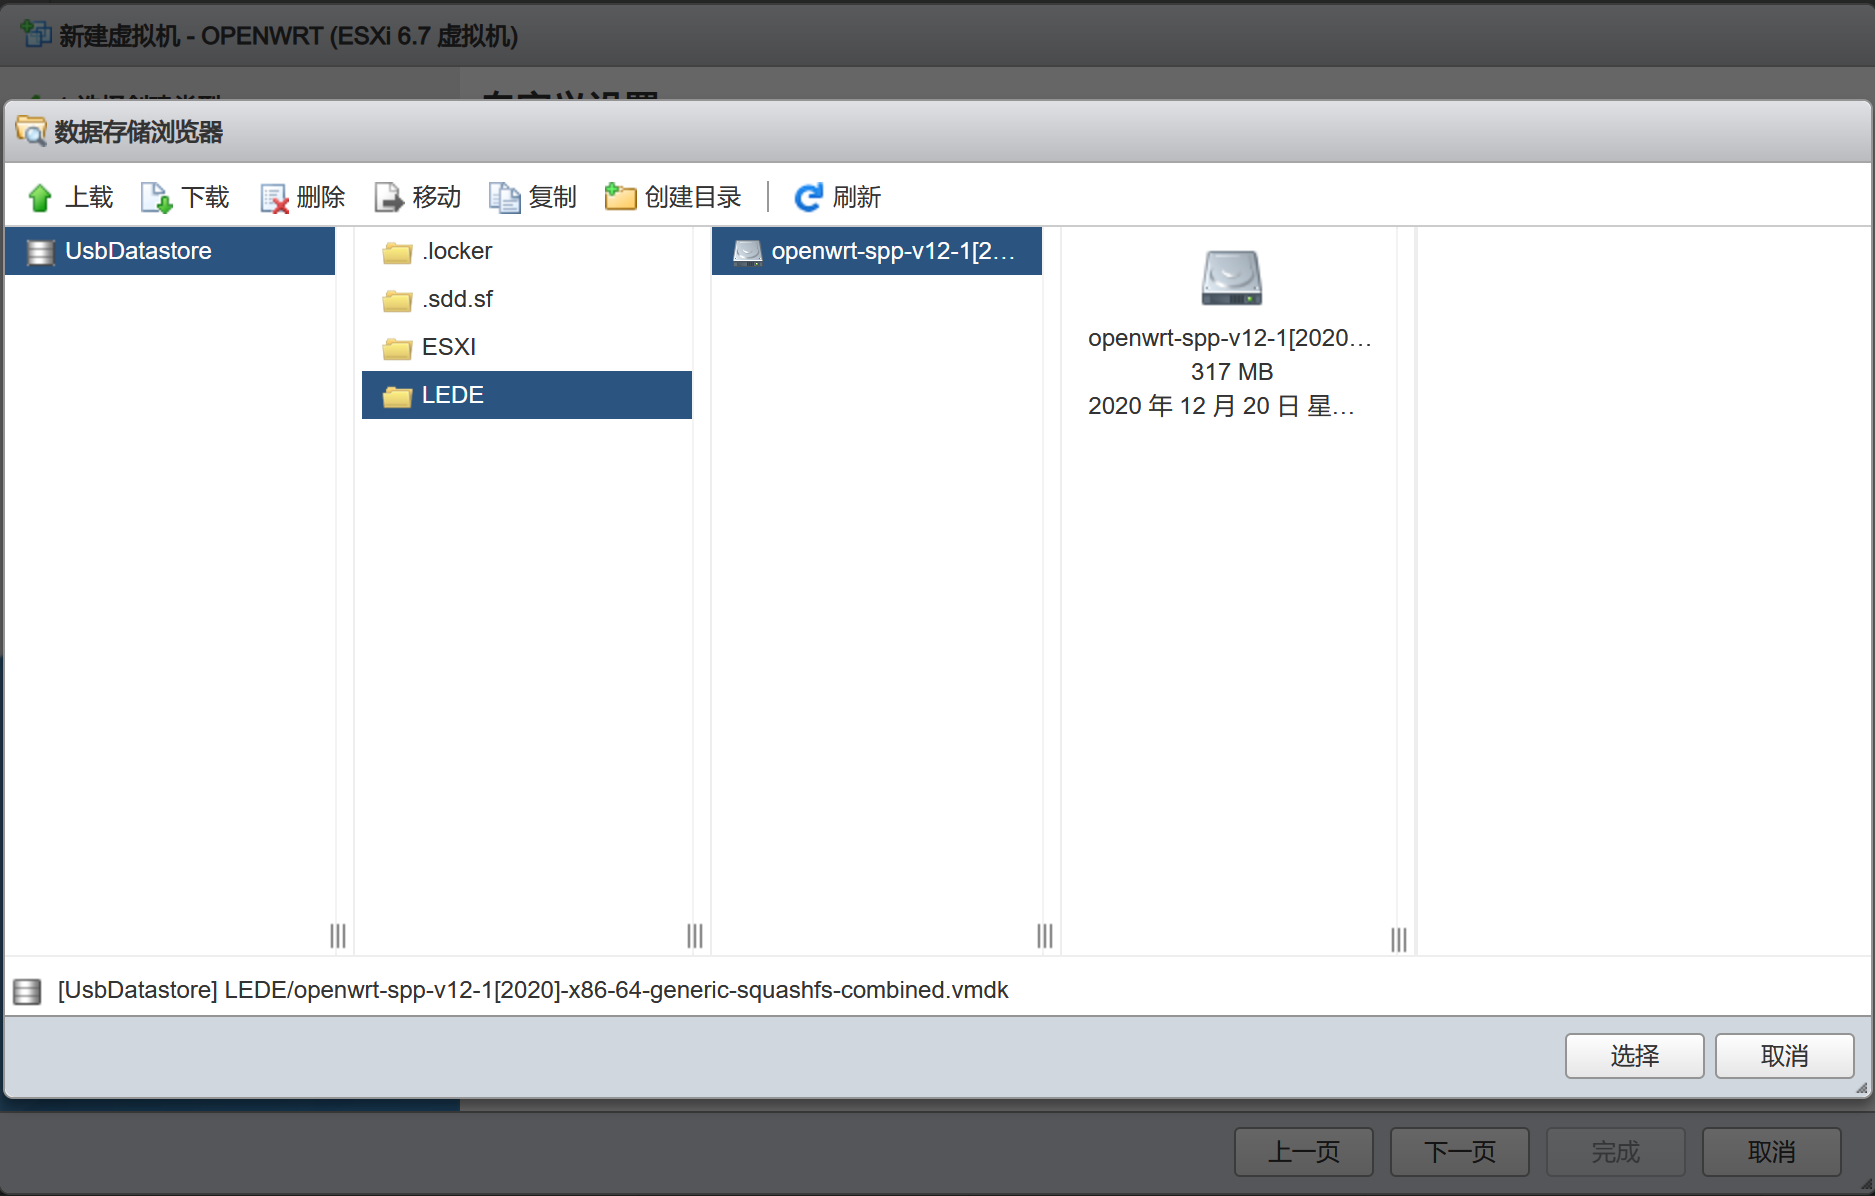 新建虚拟机 - OPENWRT (ESXi 6.7 虚拟机)
数据存储浏览器
上载 下载 删除 移动 复制 创建目录 刷新
UsbDatastore
.locker
.sdd.sf
ESXI
LEDE
openwrt-spp-v12-1[2...
openwrt-spp-v12-1[2020...
317 MB
2020 年 12 月 20 日 星...
[UsbDatastore] LEDE/openwrt-spp-v12-1[2020]-x86-64-generic-squashfs-combined.vmdk
选择 取消
上一页 下一页 完成 取消